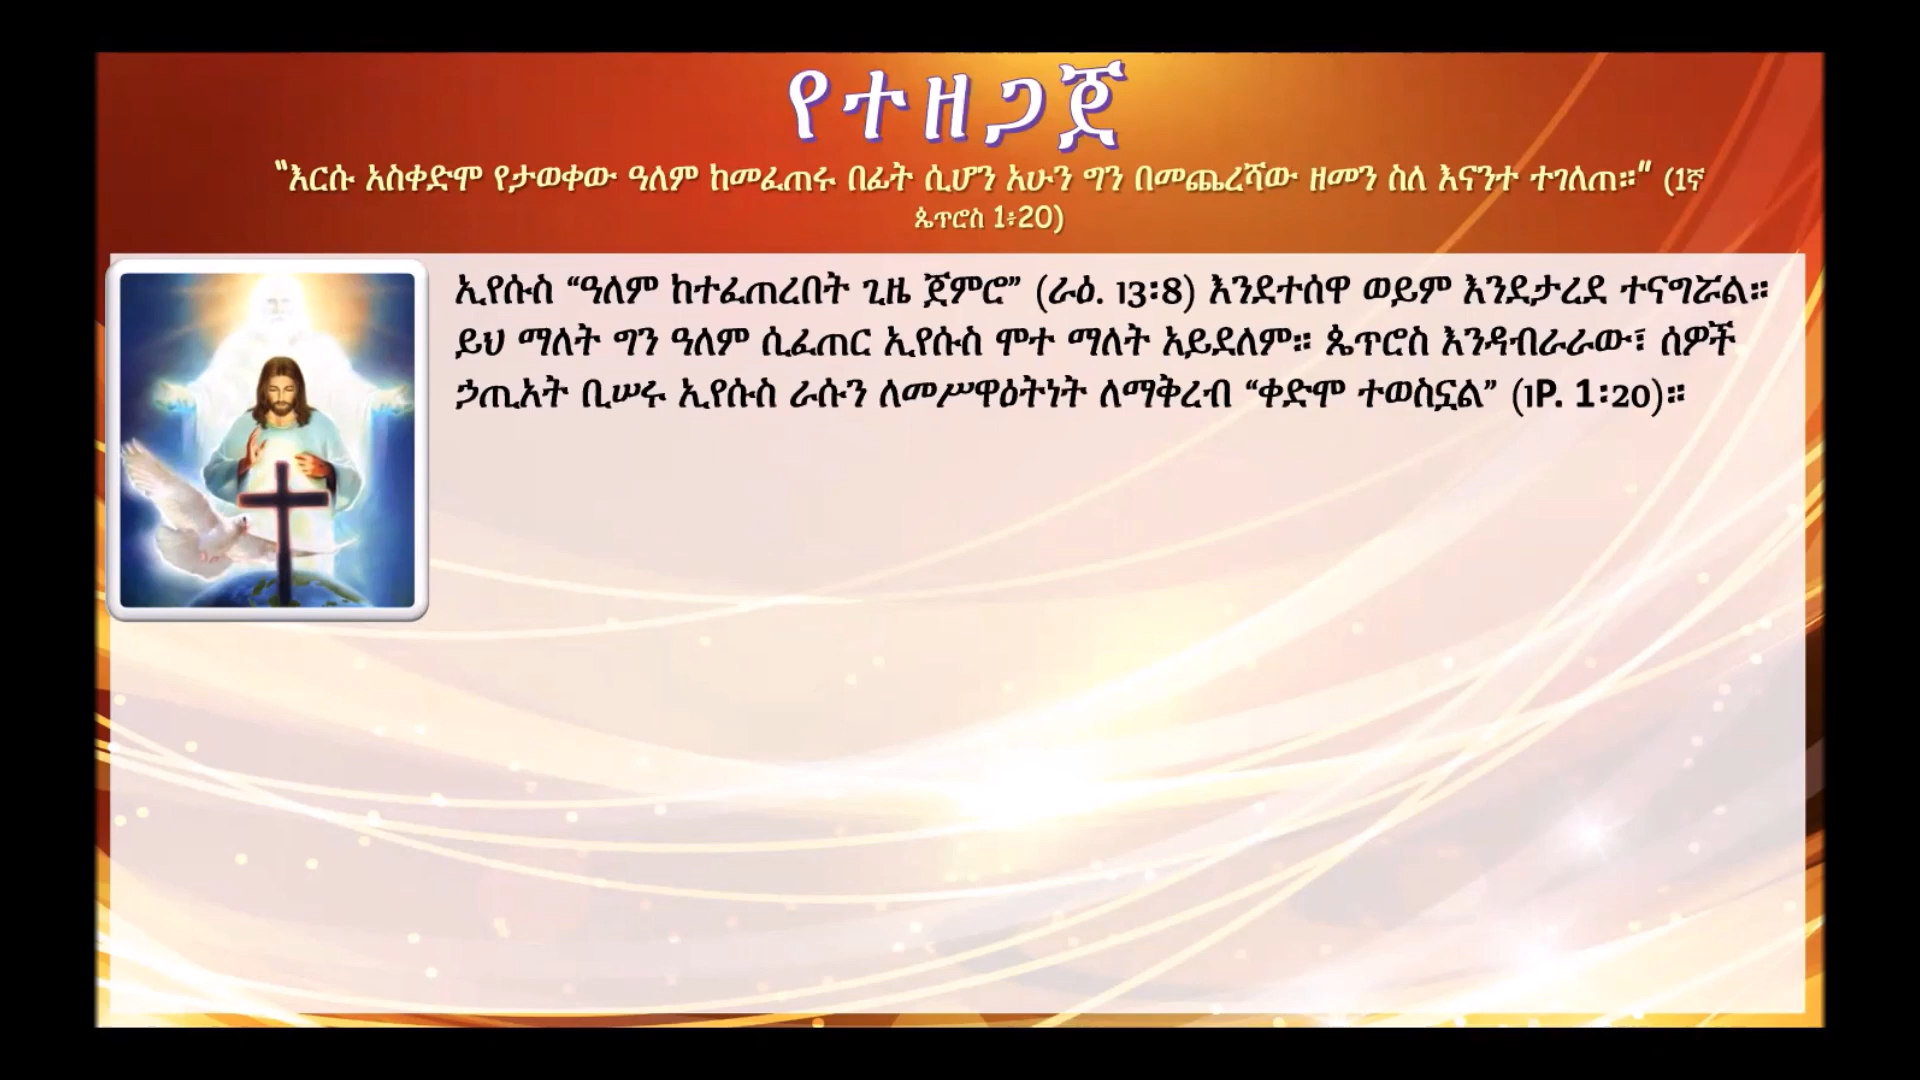 የተዘጋጀ
“እርሱ አስቀድሞ የታወቀው ዓለም ከመፈጠሩ በፊት ሲሆን አሁን ግን በመጨረሻው ዘመን ስለ እናንተ ተገለጠ።” (1ኛ
ጴጥሮስ 1፥20)
ኢየሱስ “ዓለም ከተፈጠረበት ጊዜ ጀምሮ” (ራዕ. 13፡8) እንደተሰዋ ወይም እንደታረደ ተናግሯል።
ይህ ማለት ግን ዓለም ሲፈጠር ኢየሱስ ሞተ ማለት አይደለም። ጴጥሮስ እንዳብራራው፣ ሰዎች
ኃጢአት ቢሠሩ ኢየሱስ ራሱን ለመሥዋዕትነት ለማቅረብ “ቀድሞ ተወስኗል” (1P. 1፡20)።